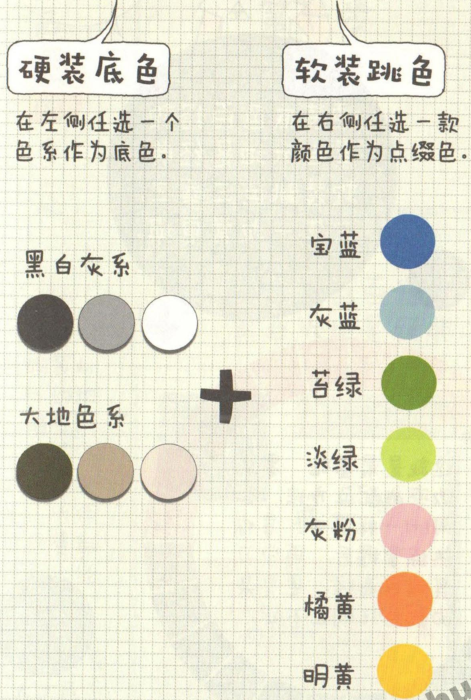 硬装底色
在左侧任选一个
色系作为底色.
黑白灰系
大地色系
+
软装跳色
在右侧任选一款
颜色作为点缀色.
宝蓝
灰蓝
苔绿
淡绿
灰粉
橘黄
明黄